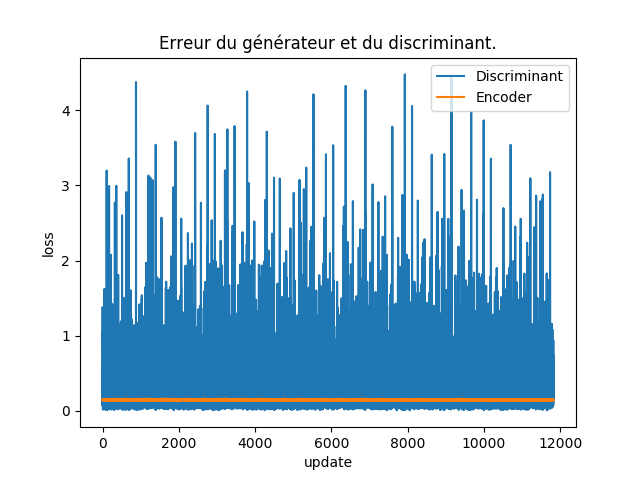 Erreur du générateur et du discriminant.
Discriminant
Encoder
loss
4
3
2
1
0
0 2000 4000 6000 8000 10000 12000
update